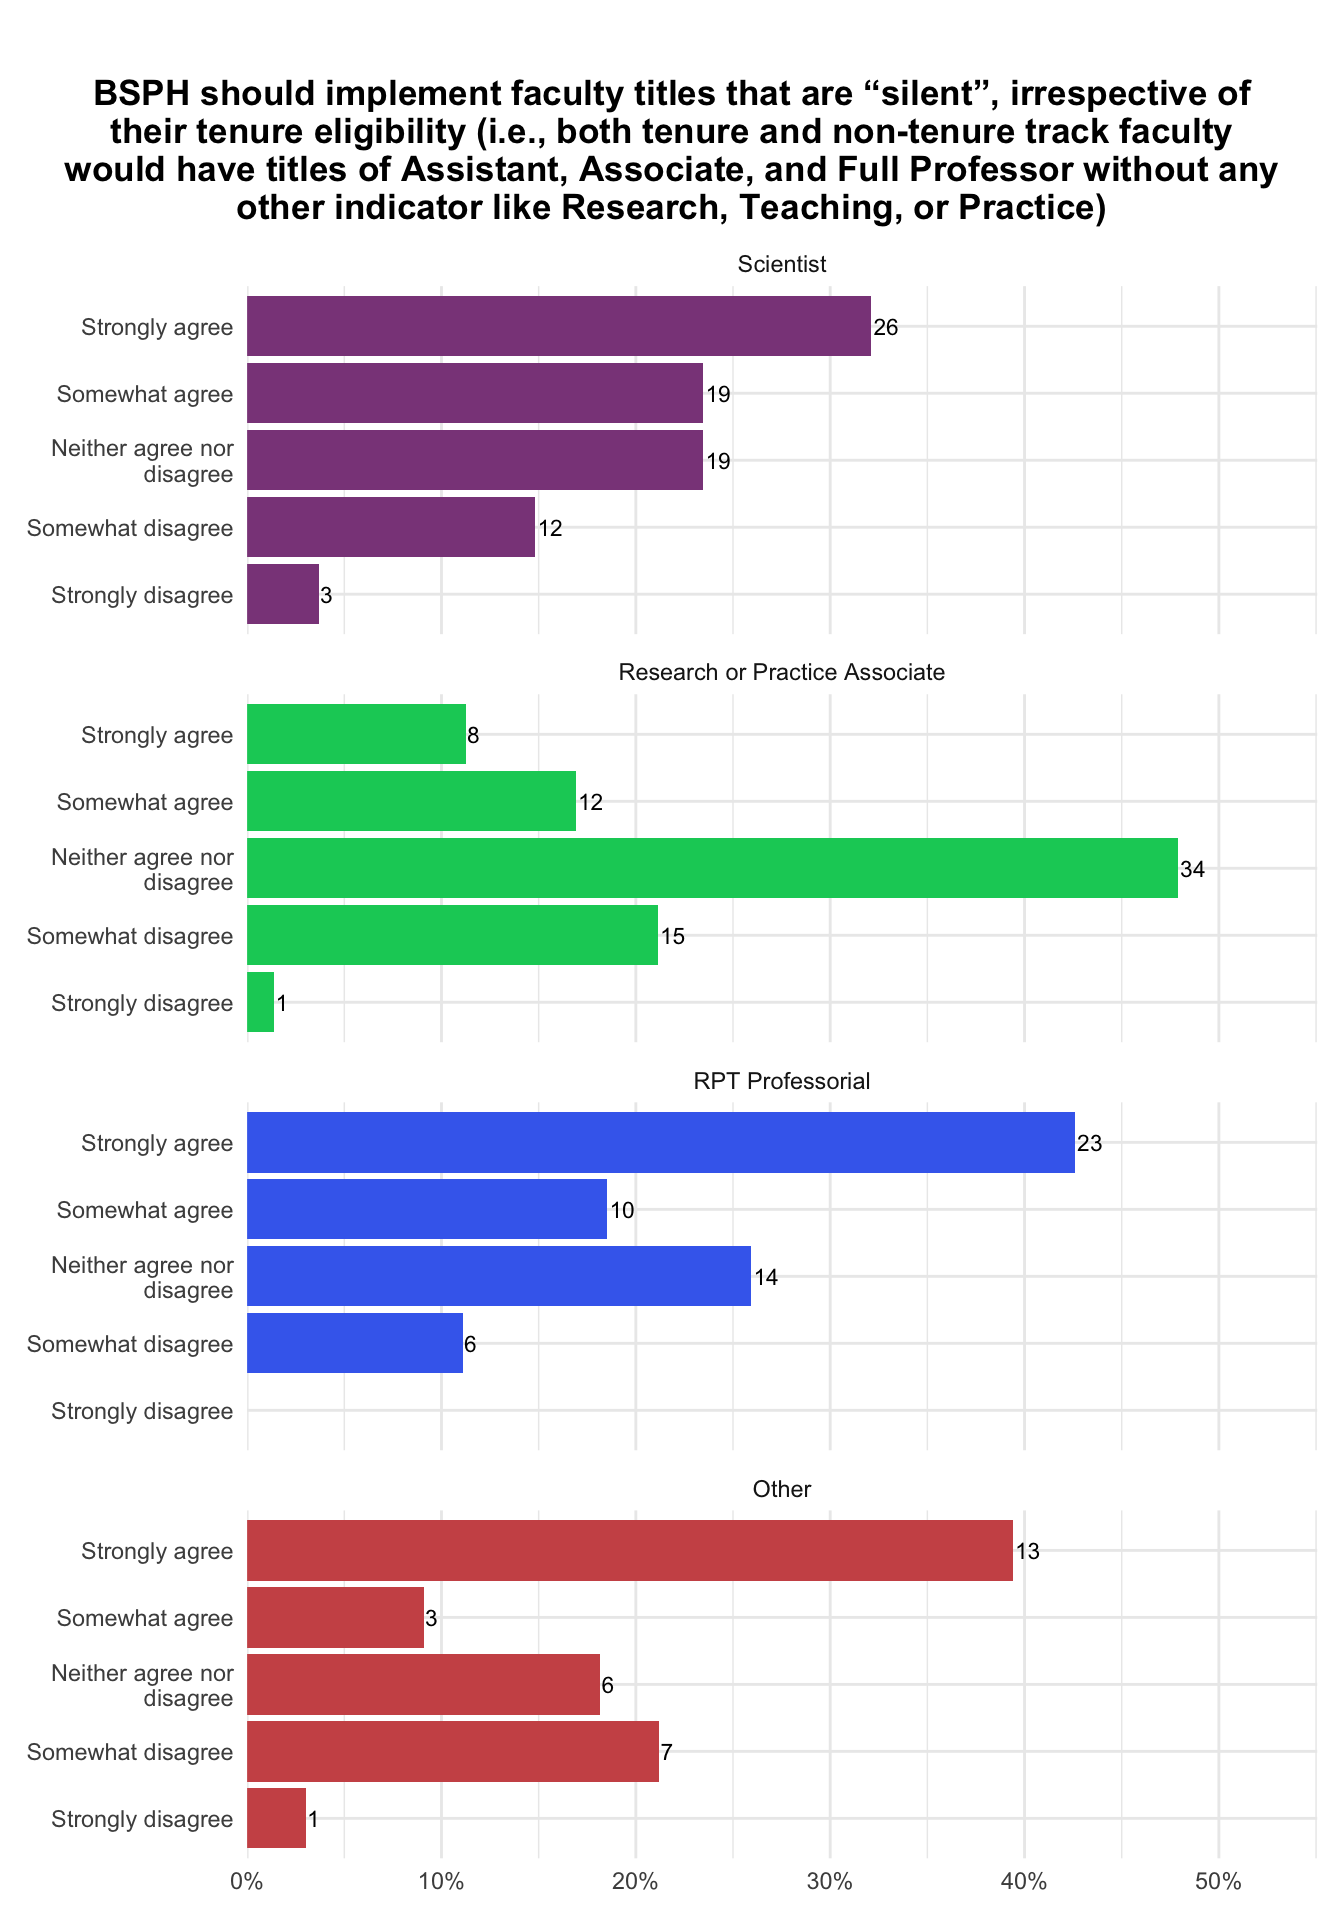 BSPH should implement faculty titles that are “silent”, irrespective of
their tenure eligibility (i.e., both tenure and non-tenure track faculty
would have titles of Assistant, Associate, and Full Professor without any
other indicator like Research, Teaching, or Practice)
Scientist
Strongly agree 26
Somewhat agree 19
Neither agree nor
disagree 19
Somewhat disagree 12
Strongly disagree 3
Research or Practice Associate
Strongly agree 8
Somewhat agree 12
Neither agree nor
disagree 34
Somewhat disagree 15
Strongly disagree 1
RPT Professorial
Strongly agree 23
Somewhat agree 10
Neither agree nor
disagree 14
Somewhat disagree 6
Strongly disagree
Other
Strongly agree 13
Somewhat agree 3
Neither agree nor
disagree 6
Somewhat disagree 7
Strongly disagree 1
0% 10% 20% 30% 40% 50%